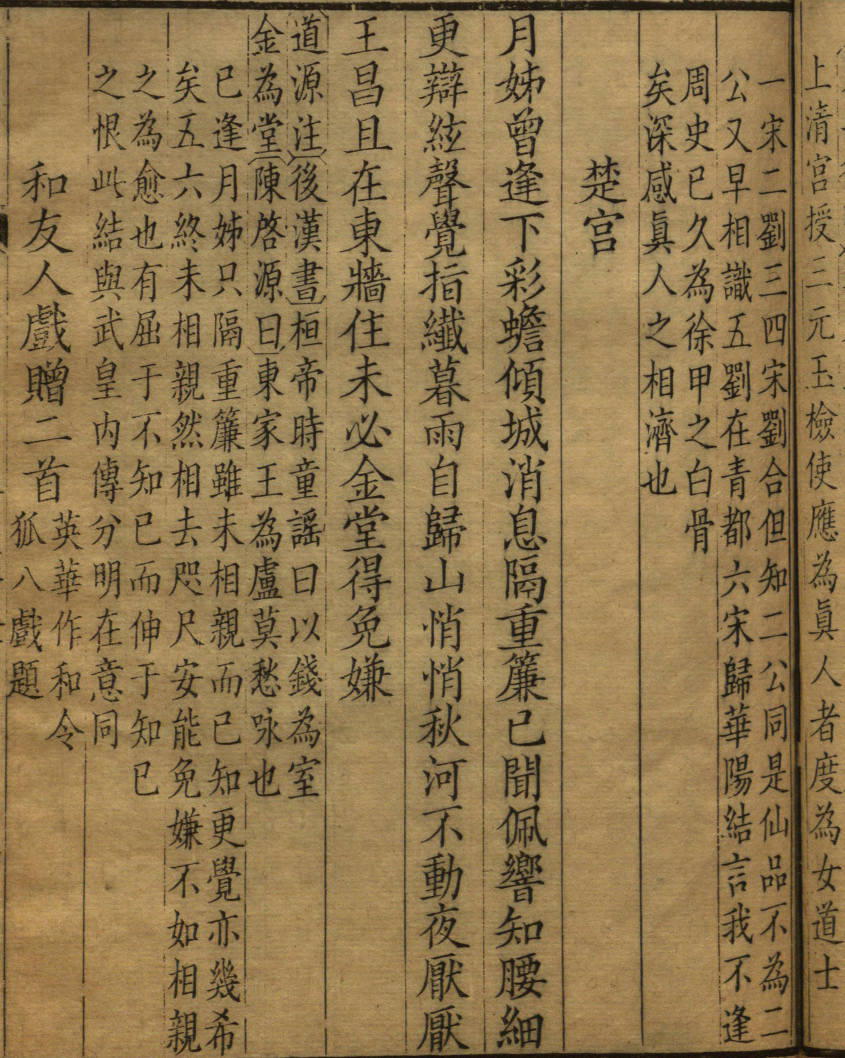 上清宮授三元玉檢使應為眞人者度為女道士
一宋二劉三四宋劉合但知二公同是仙品不為二
公又早相識五劉在青都六宋歸華陽結言我不逢
周史已久為徐甲之白骨
矣深感眞人之相濟也
楚宮
月姊曾逢下彩蟾傾城消息隔重簾已聞佩響知腰細
更辯絃聲覺指纖暮雨自歸山悄悄秋河不動夜厭厭
王昌且在東牆住未必金堂得免嫌
道源注後漢書桓帝時童謠曰以錢為室
金為堂陳啓源曰東家王為盧莫愁咏也
已逢月姊只隔重簾雖未相親而已知更覺亦幾希
矣五六終未相親然相去咫尺安能免嫌不如相親
之為愈也有屈于不知已而伸于知已
之恨此結與武皇內傳分明在意同
和友人戲贈二首
英華作和令
狐八戲題